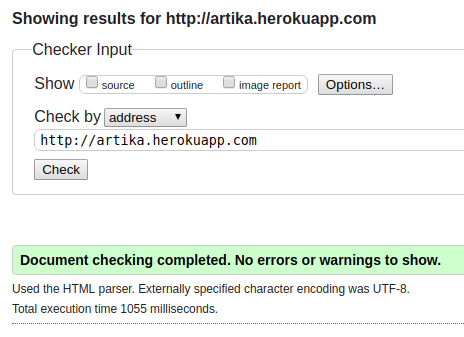 Showing results for http://artika.herokuapp.com
Checker Input
Show source outline image report Options...
Check by address
http://artika.herokuapp.com
Check
Document checking completed. No errors or warnings to show.
Used the HTML parser. Externally specified character encoding was UTF-8.
Total execution time 1055 milliseconds.